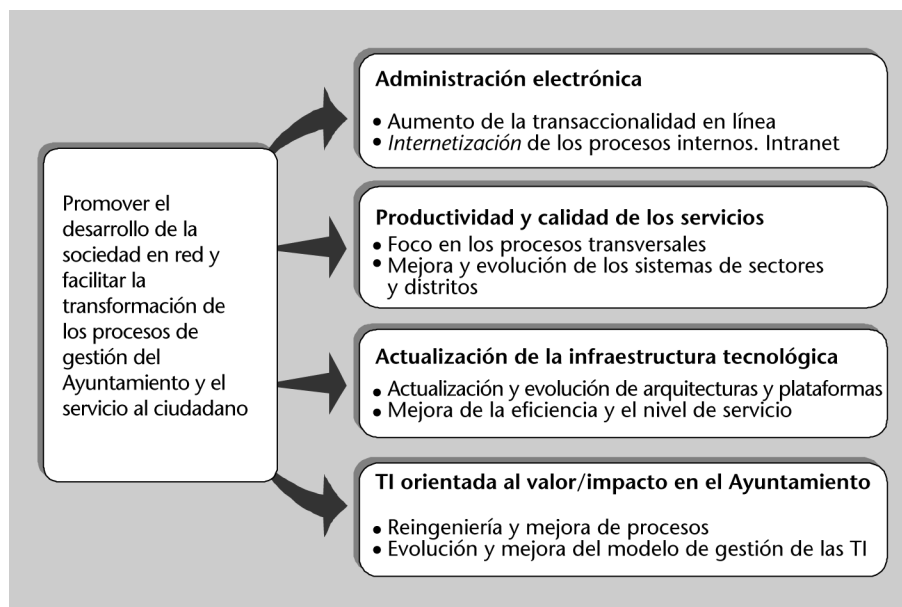 Promover el
desarrollo de la
sociedad en red y
facilitar la
transformación de
los procesos de
gestión del
Ayuntamiento y el
servicio al ciudadano
Administración electrónica
• Aumento de la transaccionalidad en línea
• Internetización de los procesos internos. Intranet
Productividad y calidad de los servicios
• Foco en los procesos transversales
• Mejora y evolución de los sistemas de sectores
y distritos
Actualización de la infraestructura tecnológica
• Actualización y evolución de arquitecturas y plataformas
• Mejora de la eficiencia y el nivel de servicio
TI orientada al valor/impacto en el Ayuntamiento
• Reingeniería y mejora de procesos
• Evolución y mejora del modelo de gestión de las TI